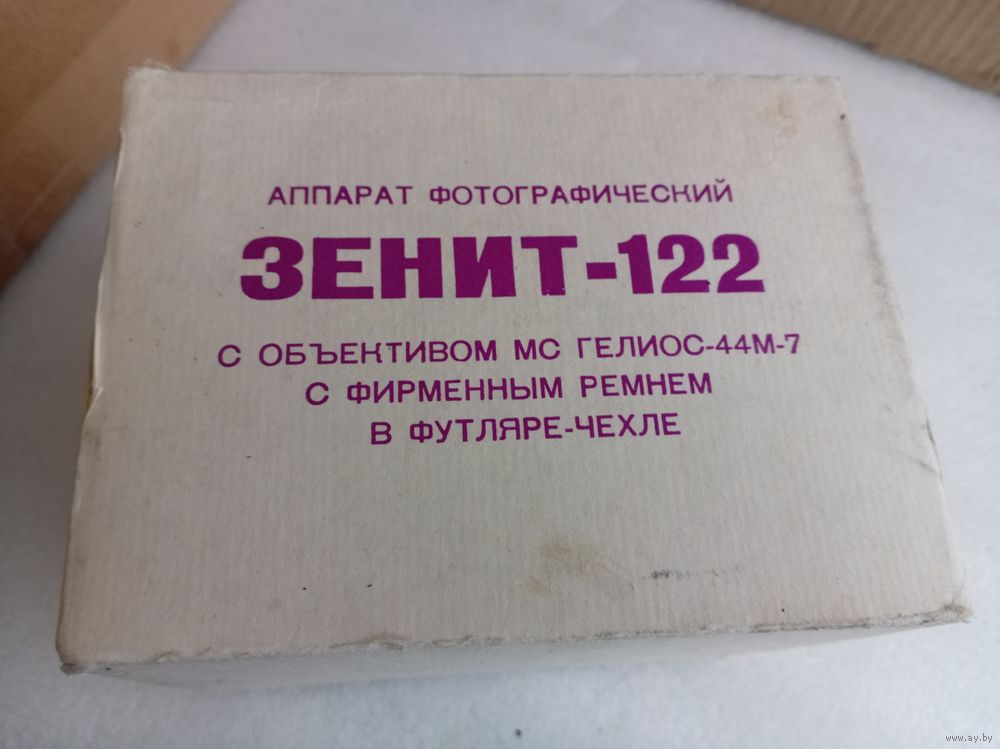 АППАРАТ ФОТОГРАФИЧЕСКИЙ
ЗЕНИТ-122
С ОБЪЕКТИВОМ МС ГЕЛИОС-44М-7
С ФИРМЕННЫМ РЕМНЕМ
В ФУТЛЯРЕ-ЧЕХЛЕ
www.ay.by